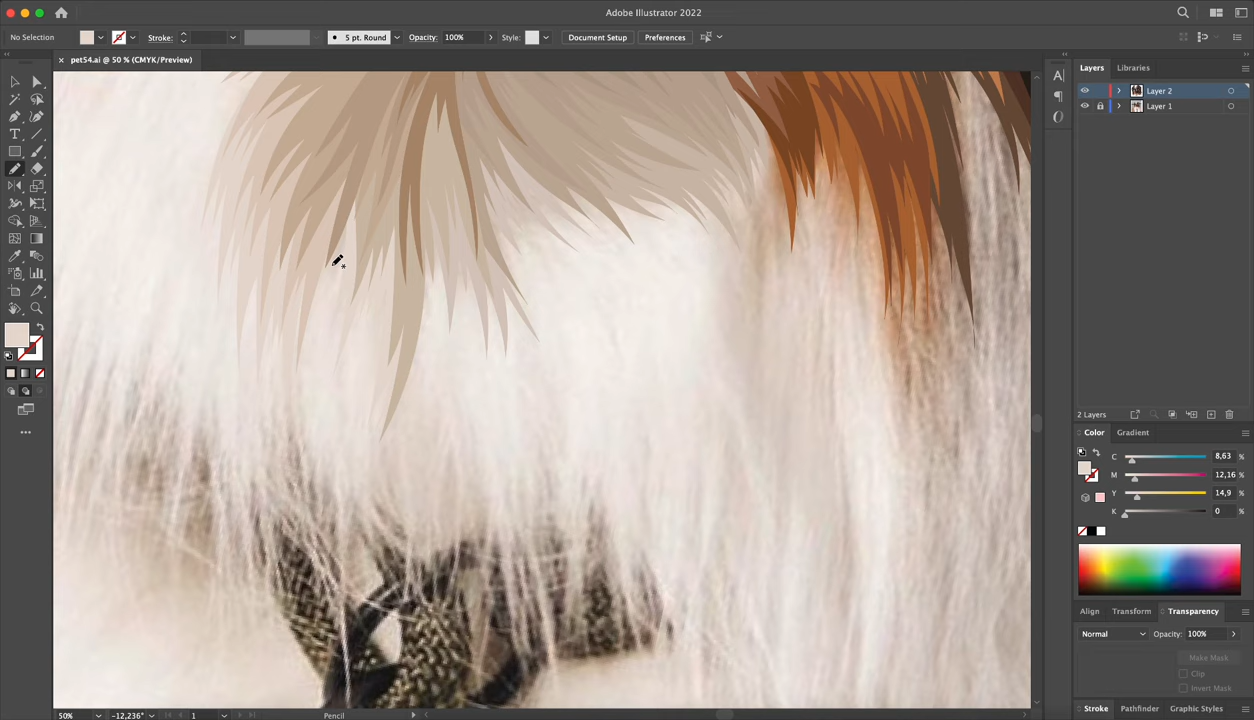 Adobe Illustrator 2022
No Selection
Stroke:
5 pt. Round
Opacity:
100%
Style:
Document Setup
Preferences
× pet54.ai @ 50 % (CMYK/Preview)
Layers
Libraries
Layer 2
Layer 1
2 Layers
Color
Gradient
C 8,63 %
M 12,16 %
Y 14,9 %
K 0 %
Align
Transform
Transparency
Normal
Opacity: 100%
Make Mask
Clip
Invert Mask
Stroke
Pathfinder
Graphic Styles
50%
-12,236°
1
Pencil